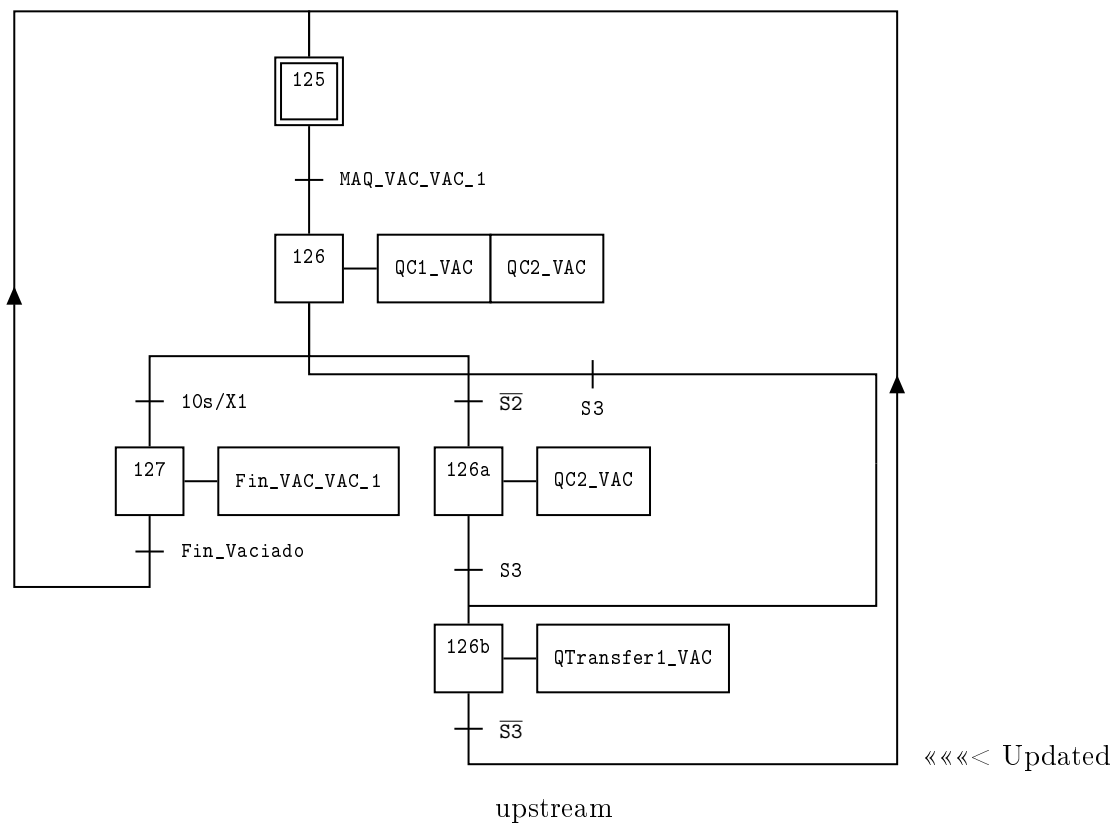 125
MAQ_VAC_VAC_1
126 QC1_VAC QC2_VAC
10s/X1 S̅2̅ S3
127 Fin_VAC_VAC_1 126a QC2_VAC
Fin_Vaciado S3
126b QTransfer1_VAC
S̅3̅
«««< Updated
upstream